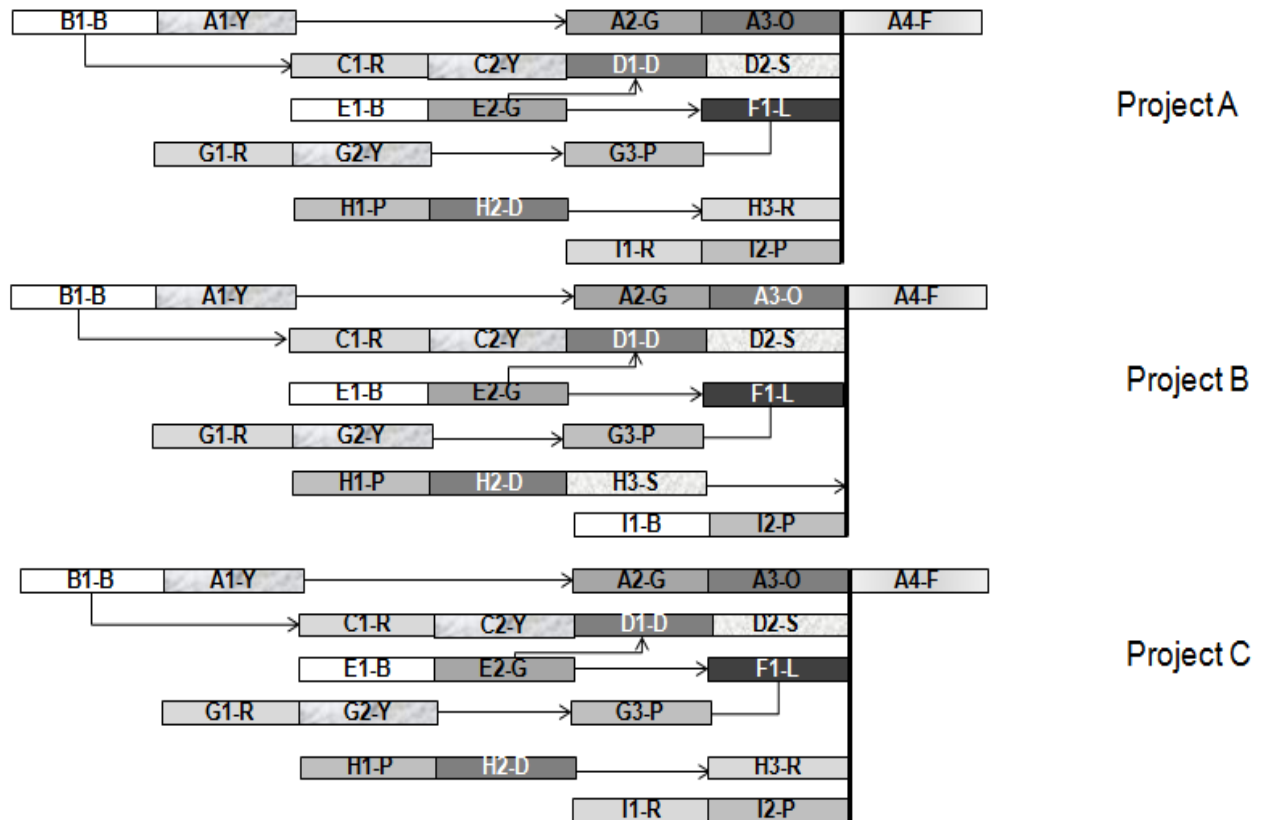 B1-B A1-Y A2-G A3-O A4-F
C1-R C2-Y D1-D D2-S
E1-B E2-G F1-L
Project A
G1-R G2-Y G3-P
H1-P H2-D H3-R
I1-R I2-P
B1-B A1-Y A2-G A3-O A4-F
C1-R C2-Y D1-D D2-S
Project B
E1-B E2-G F1-L
G1-R G2-Y G3-P
H1-P H2-D H3-S
I1-B I2-P
B1-B A1-Y A2-G A3-O A4-F
C1-R C2-Y D1-D D2-S
Project C
E1-B E2-G F1-L
G1-R G2-Y G3-P
H1-P H2-D H3-R
I1-R I2-P